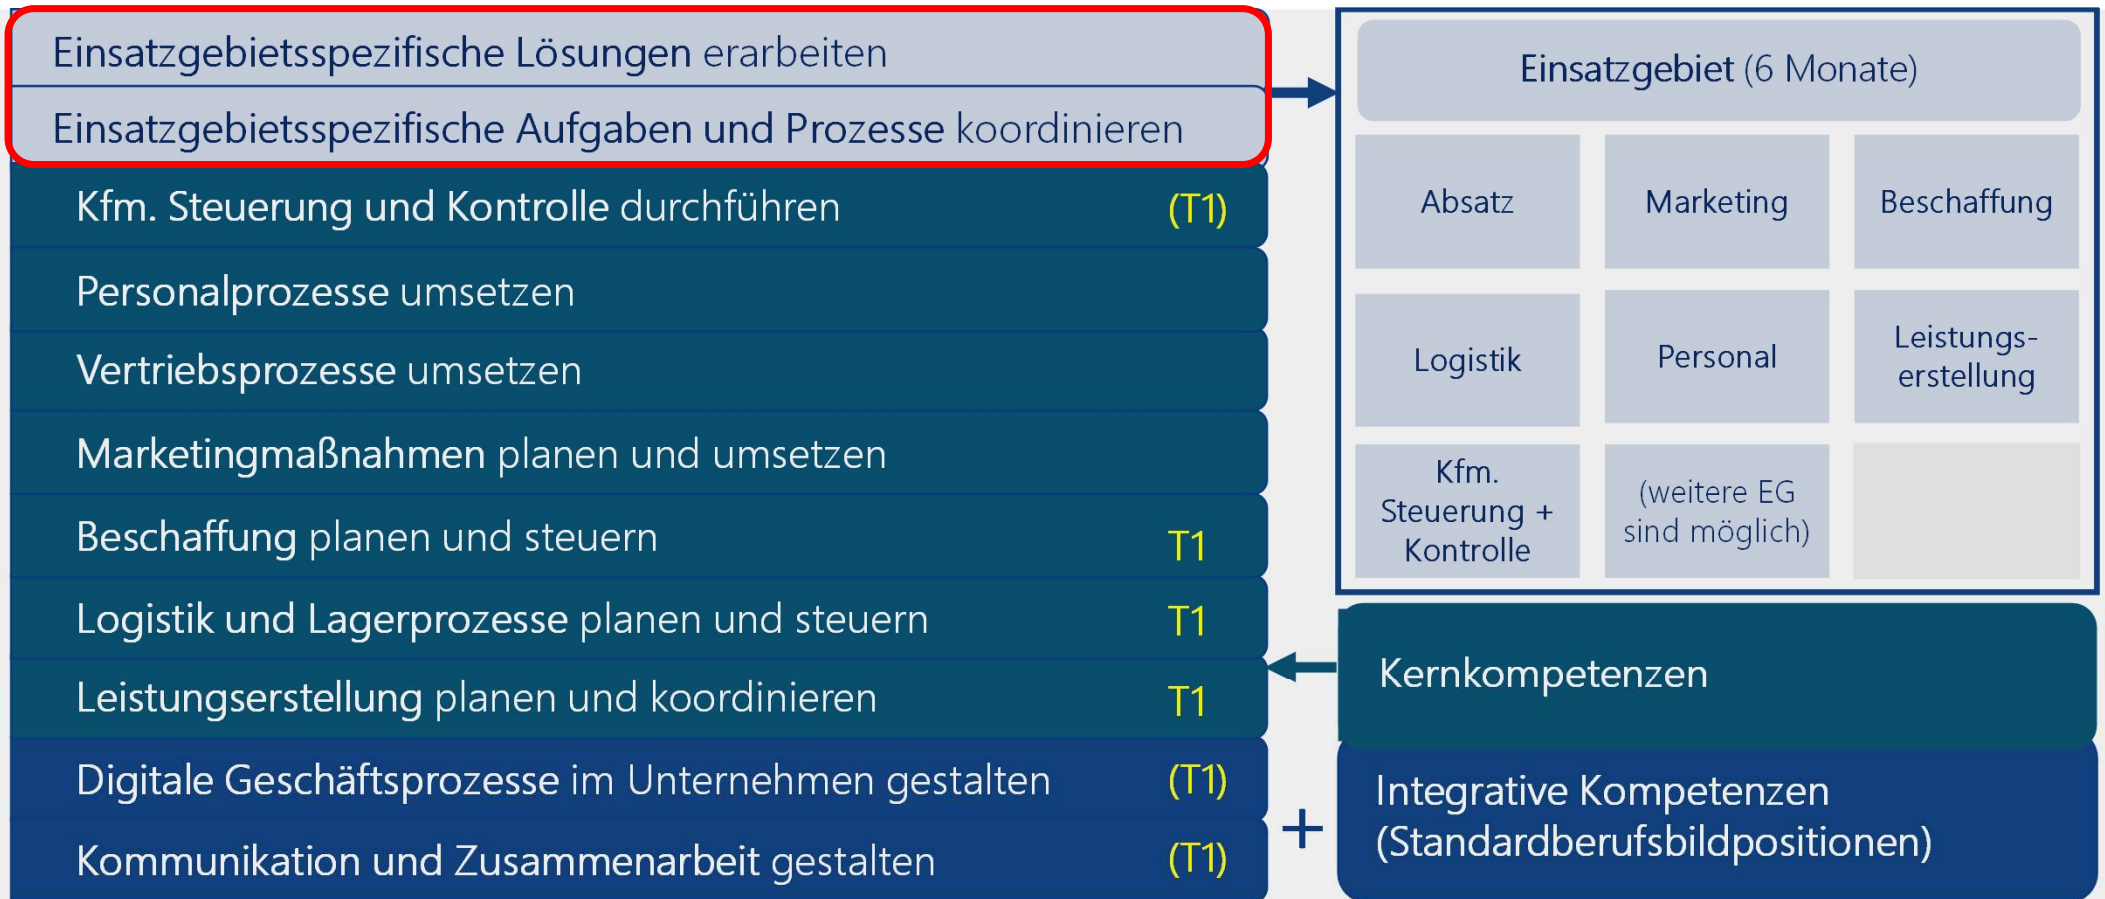 Einsatzgebietsspezifische Lösungen erarbeiten
Einsatzgebietsspezifische Aufgaben und Prozesse koordinieren
Kfm. Steuerung und Kontrolle durchführen (T1)
Personalprozesse umsetzen
Vertriebsprozesse umsetzen
Marketingmaßnahmen planen und umsetzen
Beschaffung planen und steuern T1
Logistik und Lagerprozesse planen und steuern T1
Leistungserstellung planen und koordinieren T1
Digitale Geschäftsprozesse im Unternehmen gestalten (T1)
Kommunikation und Zusammenarbeit gestalten (T1)
+
Einsatzgebiet (6 Monate)
Absatz
Marketing
Beschaffung
Logistik
Personal
Leistungs-
erstellung
Kfm.
Steuerung +
Kontrolle
(weitere EG
sind möglich)
Kernkompetenzen
Integrative Kompetenzen
(Standardberufsbildpositionen)